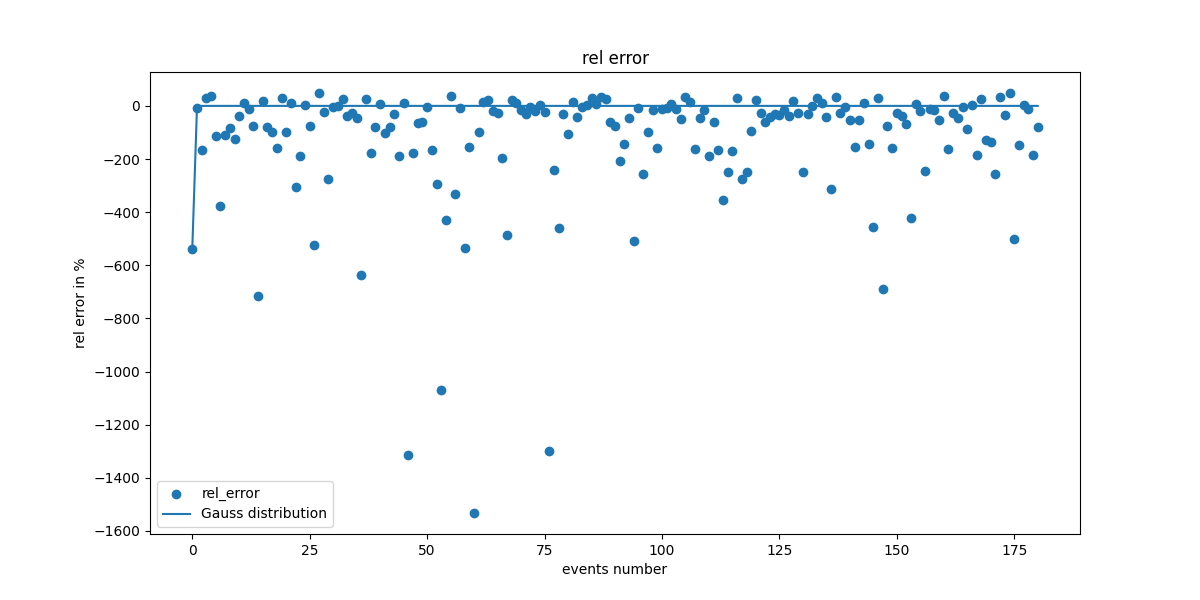 rel error
rel error in %
0
−200
−400
−600
−800
−1000
−1200
−1400
−1600
rel_error
Gauss distribution
0 25 50 75 100 125 150 175
events number